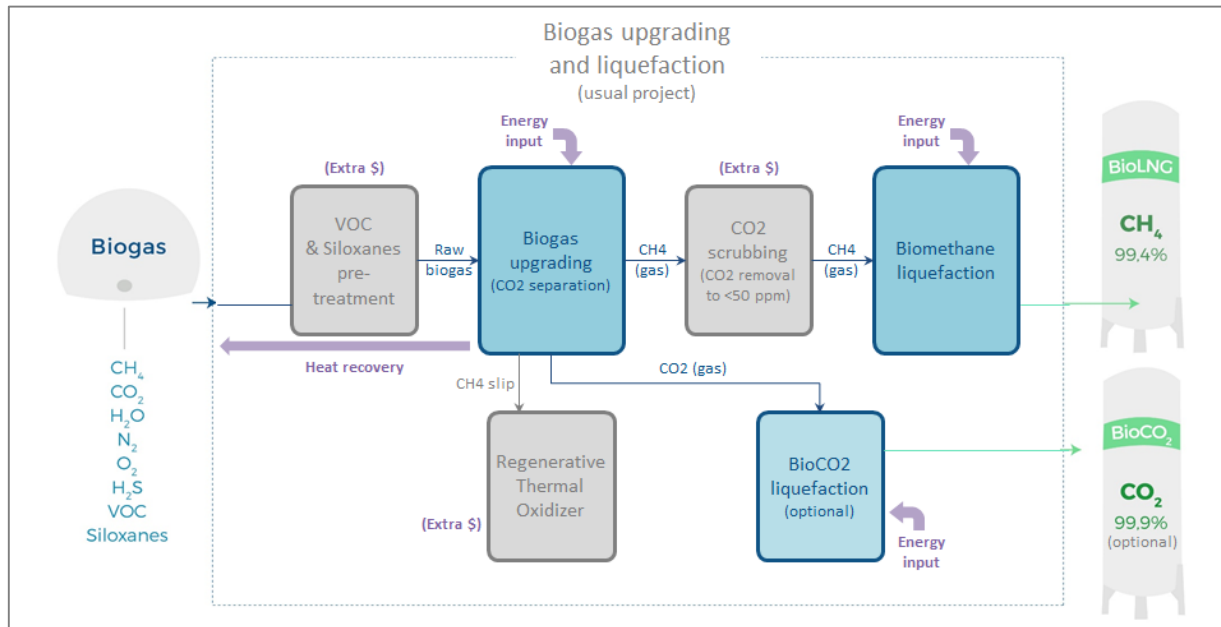 Biogas upgrading
and liquefaction
(usual project)
Energy
input
Energy
input
(Extra $)
(Extra $)
Biogas
VOC
& Siloxanes
pre-
treatment
Raw
biogas
Biogas
upgrading
(CO2 separation)
CH4
(gas)
CO2
scrubbing
(CO2 removal
to <50 ppm)
CH4
(gas)
Biomethane
liquefaction
BioLNG
CH₄
99,4%
Heat recovery
CH4 slip
CO2 (gas)
CH₄
CO₂
H₂O
N₂
O₂
H₂S
VOC
Siloxanes
Regenerative
Thermal
Oxidizer
(Extra $)
BioCO2
liquefaction
(optional)
Energy
input
BioCO₂
CO₂
99,9%
(optional)